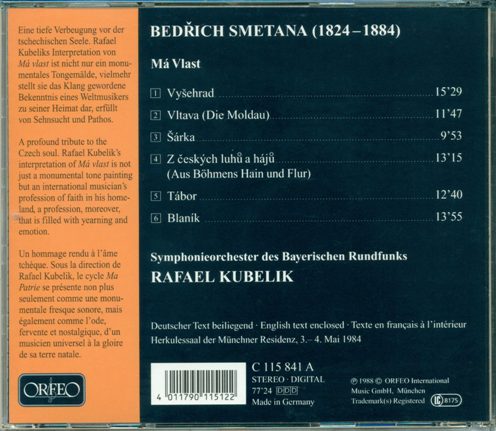 Eine tiefe Verbeugung vor der
tschechischen Seele. Rafael
Kubeliks Interpretation von
Má vlast ist nicht nur ein monu-
mentales Tongemälde, vielmehr
stellt sie das Klang gewordene
Bekenntnis eines Weltmusikers
zu seiner Heimat dar, erfüllt
von Sehnsucht und Pathos.
A profound tribute to the
Czech soul. Rafael Kubelik's
interpretation of Má vlast is not
just a monumental tone painting
but an international musician's
profession of faith in his home-
land, a profession, moreover,
that is filled with yearning and
emotion.
Un hommage rendu à l'âme
tchèque. Sous la direction de
Rafael Kubelik, le cycle Ma
Patrie se présente non plus
seulement comme une monu-
mentale fresque sonore, mais
également comme l'ode,
fervente et nostalgique, d'un
musicien universel à la gloire
de sa terre natale.
ORFEO
BEDŘICH SMETANA (1824–1884)
Má Vlast
1 Vyšehrad 15'29
2 Vltava (Die Moldau) 11'47
3 Šárka 9'53
4 Z českých luhů a hájů 13'15
(Aus Böhmens Hain und Flur)
5 Tábor 12'40
6 Blaník 13'55
Symphonieorchester des Bayerischen Rundfunks
RAFAEL KUBELIK
Deutscher Text beiliegend · English text enclosed · Texte en français à l'intérieur
Herkulessaal der Münchner Residenz, 3.–4. Mai 1984
4 011790 115122
C 115 841 A
STEREO · DIGITAL
77'24 DDD
Made in Germany
℗ 1988 © ORFEO International
Music GmbH, München
Trademark(s) Registered
LC 8175